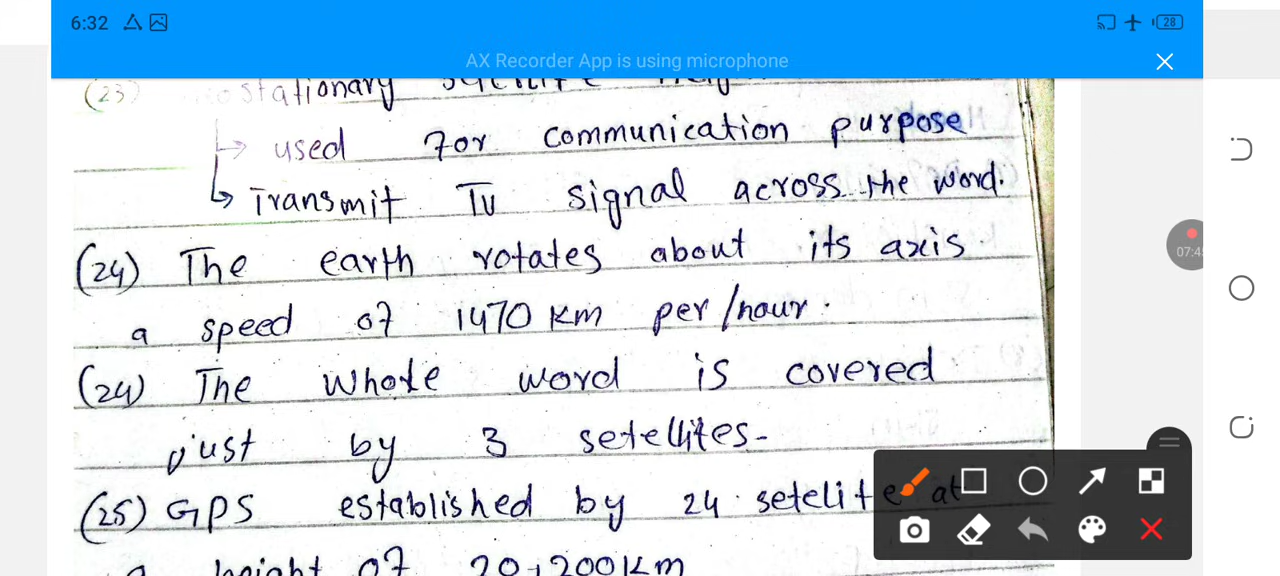 6:32 28
AX Recorder App is using microphone
(23) stationary
used for communication purpose
Transmit TV signal across the word.
(24) The earth rotates about its axis
a speed of 1470 Km per/hour.
(24) The whole word is covered
just by 3 setellites-
(25) GPS established by 24 setelite at
a height of 20,200Km
07:4